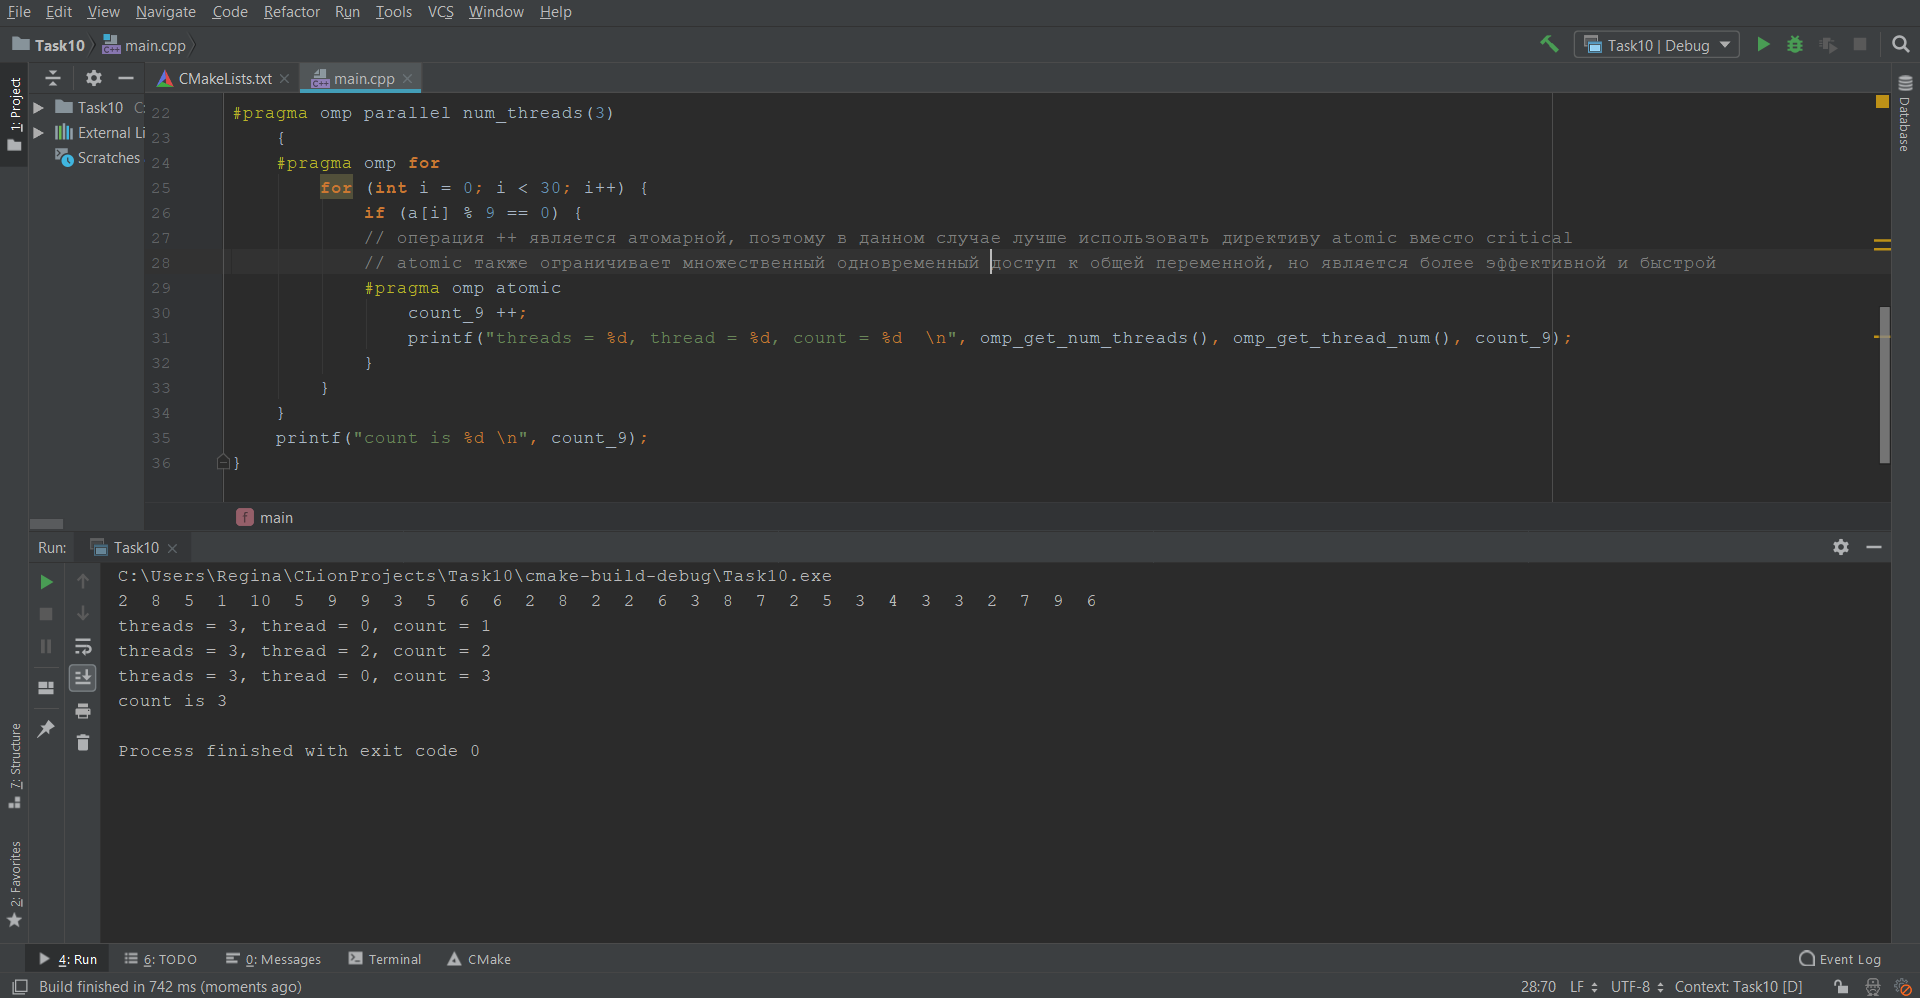 File Edit View Navigate Code Refactor Run Tools VCS Window Help
Task10 main.cpp Task10 | Debug
1: Project
CMakeLists.txt main.cpp
Task10 C:
External Li
Scratches
Database
22 #pragma omp parallel num_threads(3)
23 {
24 #pragma omp for
25 for (int i = 0; i < 30; i++) {
26 if (a[i] % 9 == 0) {
27 // операция ++ является атомарной, поэтому в данном случае лучше использовать директиву atomic вместо critical
28 // atomic также ограничивает множественный одновременный доступ к общей переменной, но является более эффективной и быстрой
29 #pragma omp atomic
30 count_9 ++;
31 printf("threads = %d, thread = %d, count = %d  \n", omp_get_num_threads(), omp_get_thread_num(), count_9);
32 }
33 }
34 }
35 printf("count is %d \n", count_9);
36 }
f main
Run: Task10
C:\Users\Regina\CLionProjects\Task10\cmake-build-debug\Task10.exe
2 8 5 1 10 5 9 9 3 5 6 6 2 8 2 2 6 3 8 7 2 5 3 4 3 3 2 7 9 6
threads = 3, thread = 0, count = 1
threads = 3, thread = 2, count = 2
threads = 3, thread = 0, count = 3
count is 3
Process finished with exit code 0
7: Structure
2: Favorites
4: Run 6: TODO 0: Messages Terminal CMake Event Log
Build finished in 742 ms (moments ago) 28:70 LF UTF-8 Context: Task10 [D]